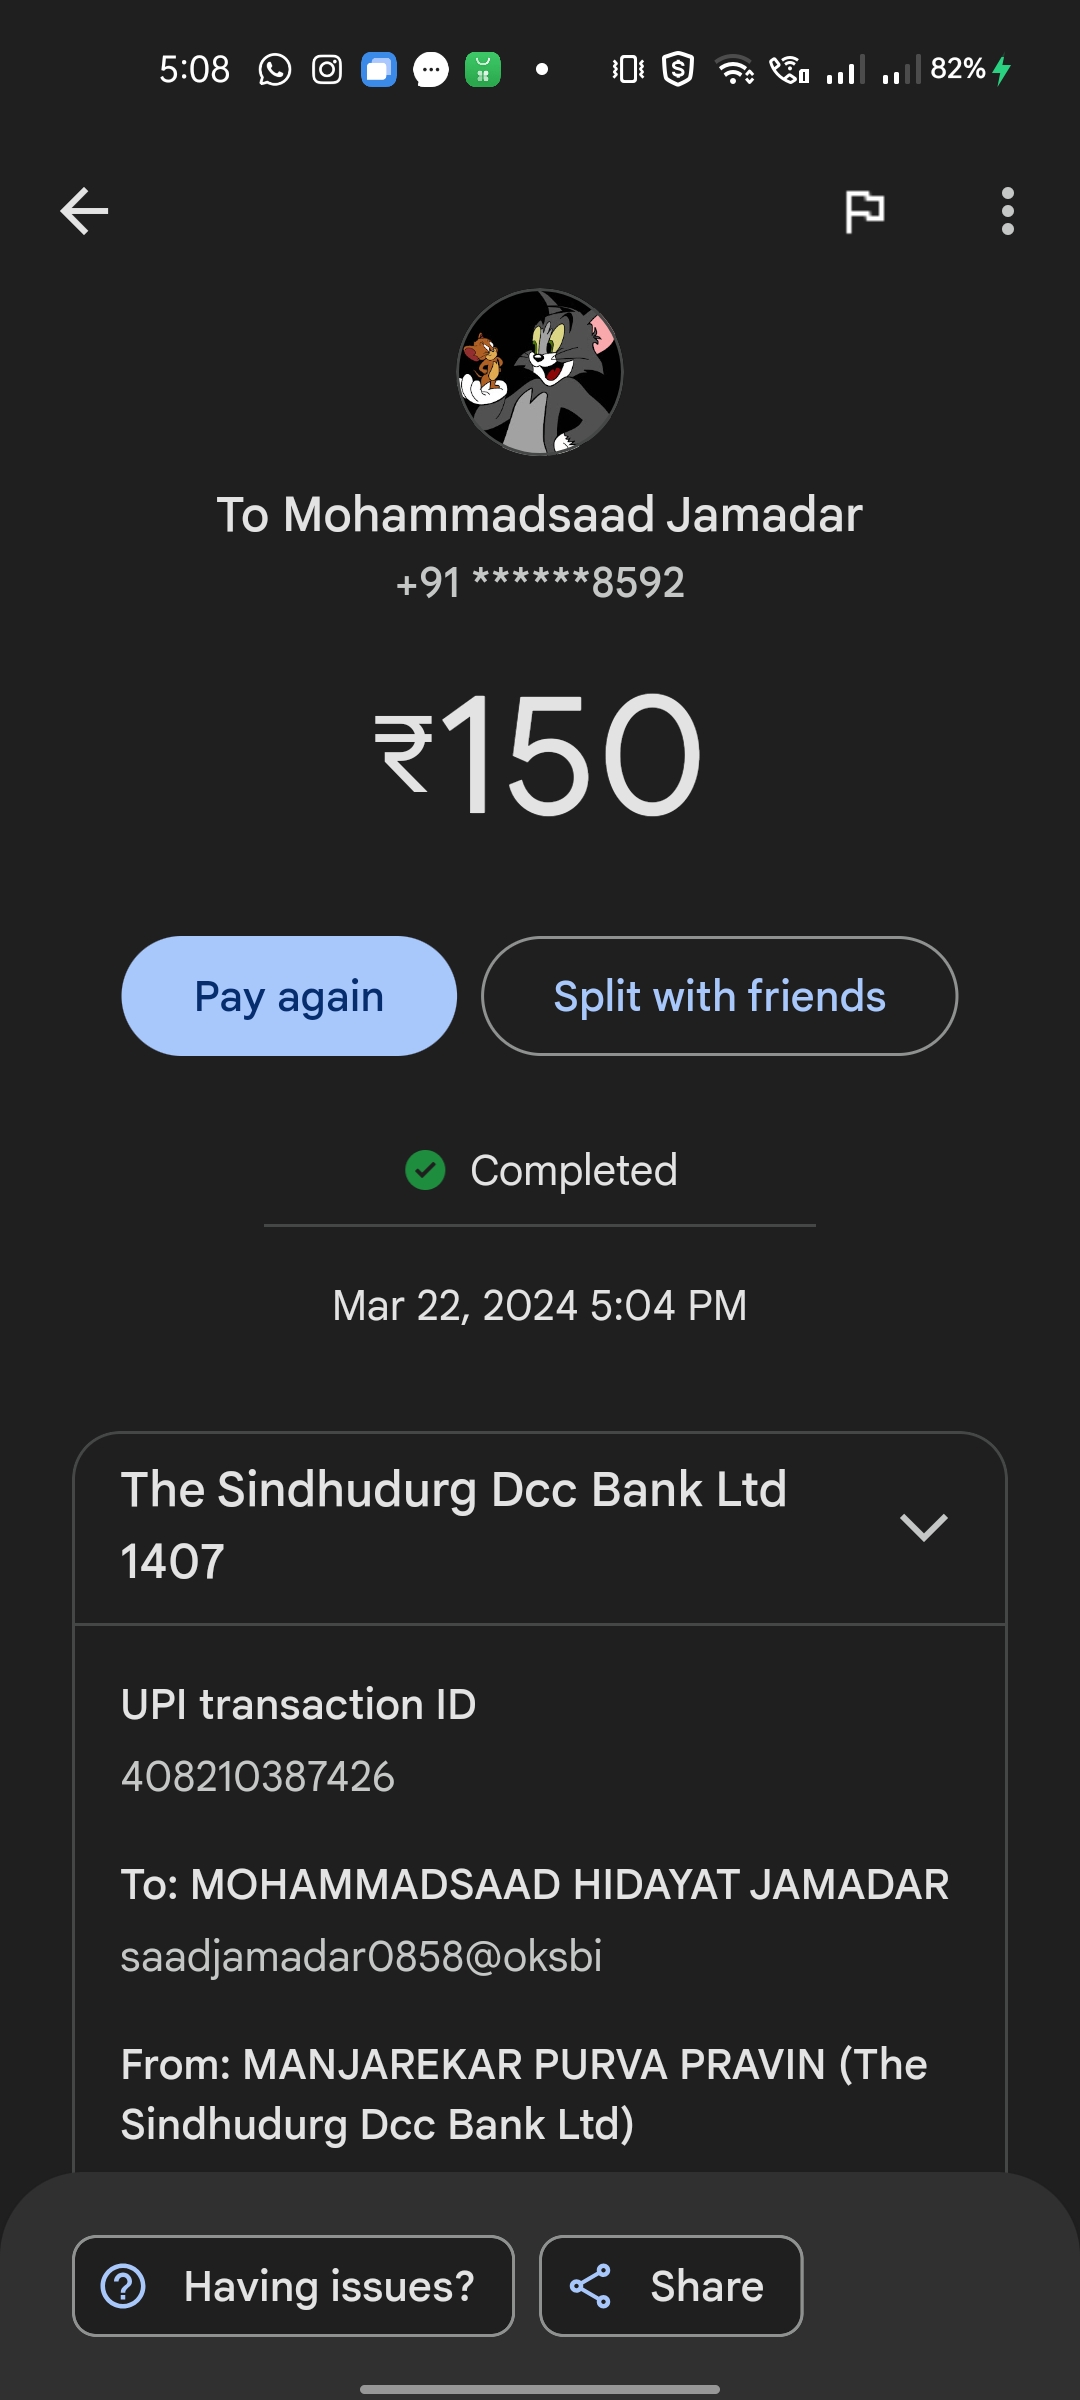 5:08
82%
To Mohammadsaad Jamadar
+91 ******8592
₹150
Pay again
Split with friends
Completed
Mar 22, 2024 5:04 PM
The Sindhudurg Dcc Bank Ltd
1407
UPI transaction ID
408210387426
To: MOHAMMADSAAD HIDAYAT JAMADAR
saadjamadar0858@oksbi
From: MANJAREKAR PURVA PRAVIN (The
Sindhudurg Dcc Bank Ltd)
Having issues?
Share